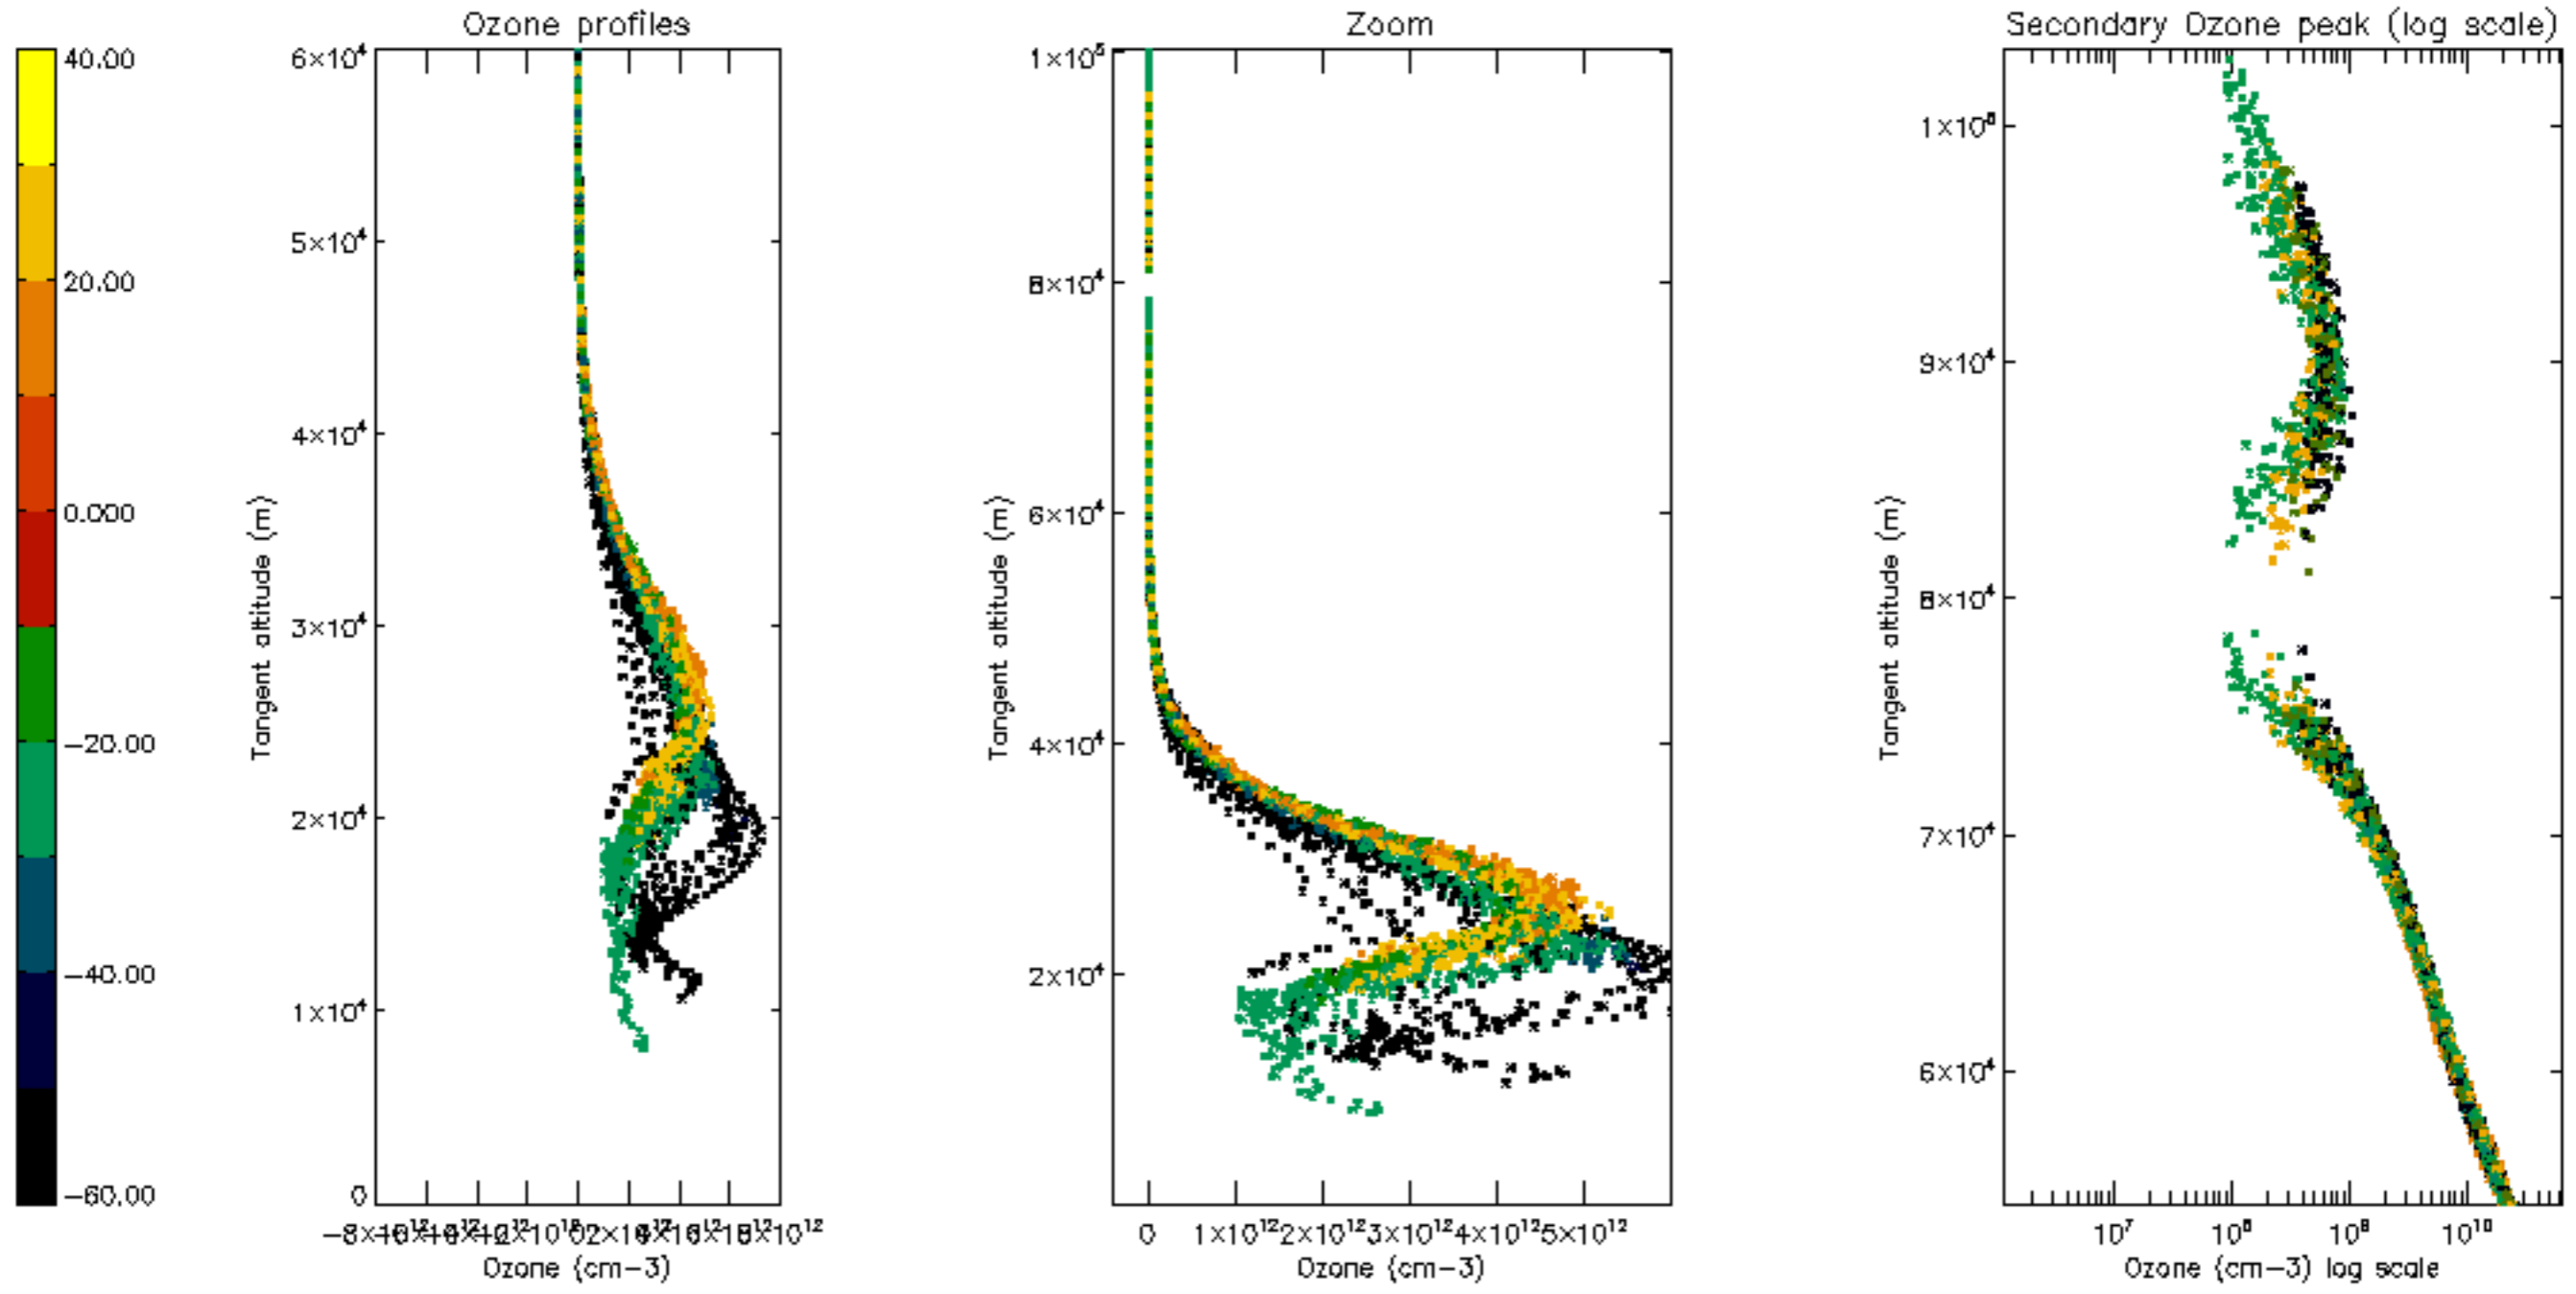 Ozone profiles
Zoom
Secondary Ozone peak (log scale)
40.00
20.00
0.000
−20.00
−40.00
−60.00
6×10⁴
5×10⁴
4×10⁴
3×10⁴
2×10⁴
1×10⁴
0
Tangent altitude (m)
Ozone (cm−3)
1×10⁵
8×10⁴
6×10⁴
4×10⁴
2×10⁴
Tangent altitude (m)
0 1×10¹² 2×10¹² 3×10¹² 4×10¹² 5×10¹²
Ozone (cm−3)
1×10⁵
9×10⁴
8×10⁴
7×10⁴
6×10⁴
Tangent altitude (m)
10⁷ 10⁸ 10⁹ 10¹⁰
Ozone (cm−3) log scale